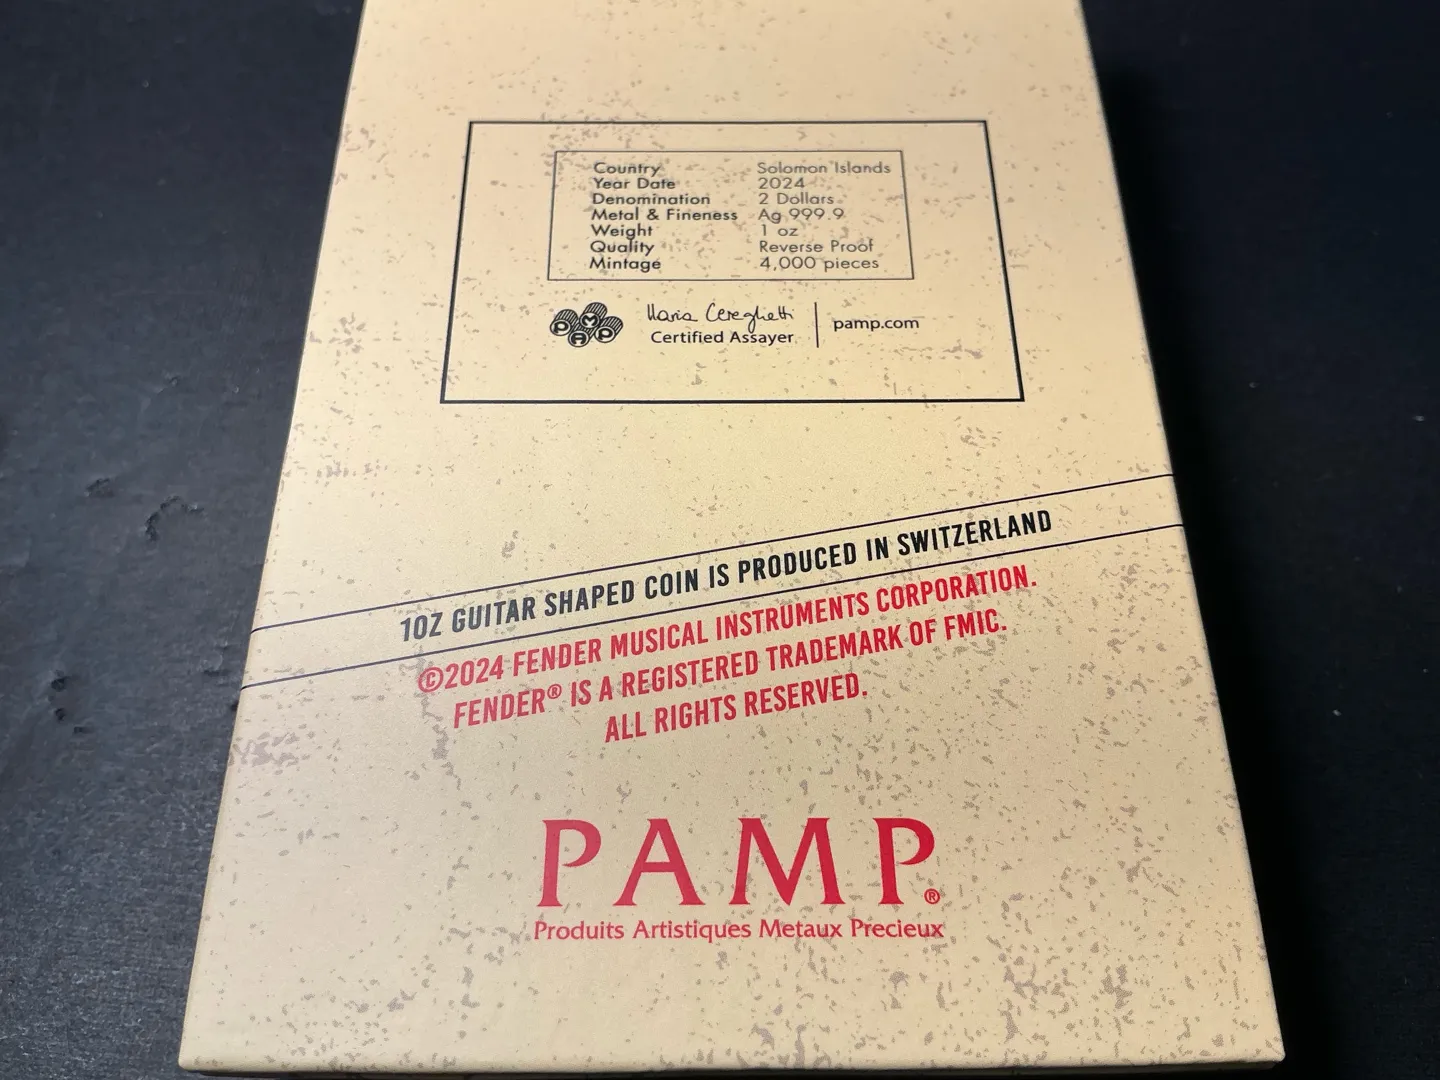 Country Solomon Islands
Year Date 2024
Denomination 2 Dollars
Metal & Fineness Ag 999.9
Weight 1 oz
Quality Reverse Proof
Mintage 4,000 pieces
PAMP
Ilaria Cereghetti
Certified Assayer
pamp.com
1OZ GUITAR SHAPED COIN IS PRODUCED IN SWITZERLAND
©2024 FENDER MUSICAL INSTRUMENTS CORPORATION.
FENDER® IS A REGISTERED TRADEMARK OF FMIC.
ALL RIGHTS RESERVED.
PAMP®
Produits Artistiques Metaux Precieux